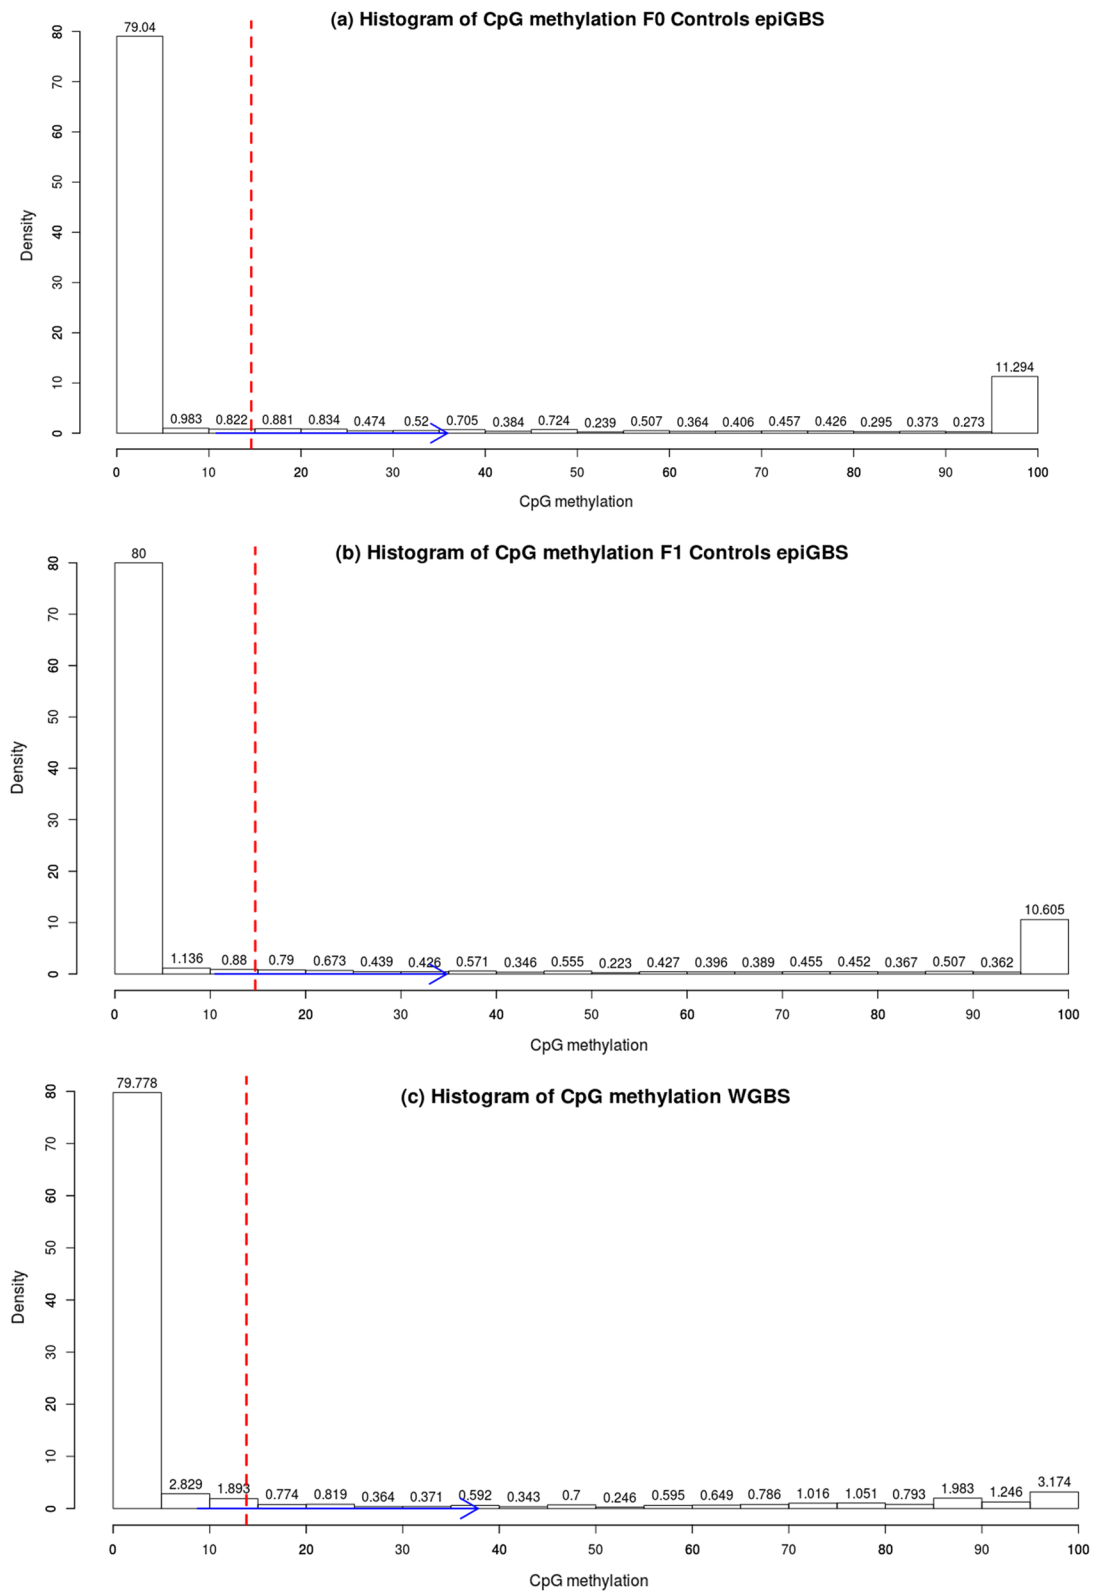 (a) Histogram of CpG methylation F0 Controls epiGBS
79.04
0.983 0.822 0.881 0.834 0.474 0.52 0.705 0.384 0.724 0.239 0.507 0.364 0.406 0.457 0.426 0.295 0.373 0.273 11.294
Density
0 10 20 30 40 50 60 70 80
0 10 20 30 40 50 60 70 80 90 100
CpG methylation
(b) Histogram of CpG methylation F1 Controls epiGBS
80
1.136 0.88 0.79 0.673 0.439 0.426 0.571 0.346 0.555 0.223 0.427 0.396 0.389 0.455 0.452 0.367 0.507 0.362 10.605
Density
0 10 20 30 40 50 60 70 80
0 10 20 30 40 50 60 70 80 90 100
CpG methylation
(c) Histogram of CpG methylation WGBS
79.778
2.829 1.893 0.774 0.819 0.364 0.371 0.592 0.343 0.7 0.246 0.595 0.649 0.786 1.016 1.051 0.793 1.983 1.246 3.174
Density
0 10 20 30 40 50 60 70 80
0 10 20 30 40 50 60 70 80 90 100
CpG methylation